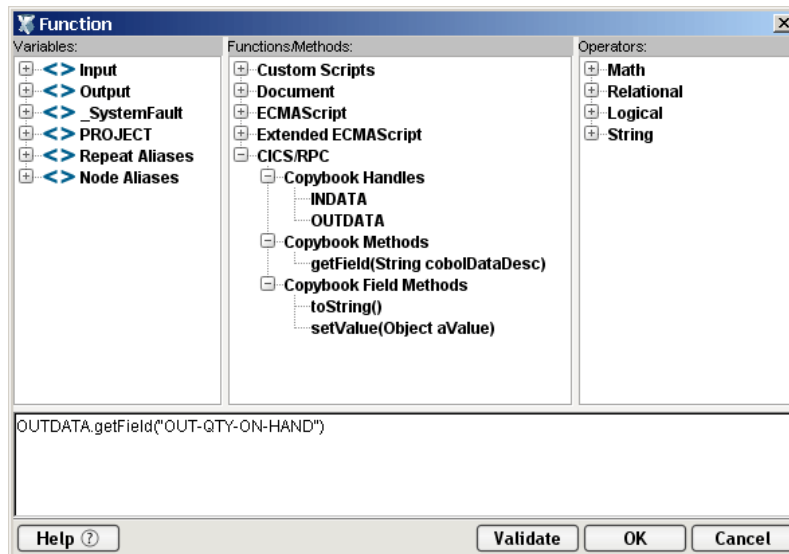 Function
Variables:
<> Input
<> Output
<> _SystemFault
<> PROJECT
<> Repeat Aliases
<> Node Aliases
Functions/Methods:
Custom Scripts
Document
ECMAScript
Extended ECMAScript
CICS/RPC
Copybook Handles
INDATA
OUTDATA
Copybook Methods
getField(String cobolDataDesc)
Copybook Field Methods
toString()
setValue(Object aValue)
Operators:
Math
Relational
Logical
String
OUTDATA.getField("OUT-QTY-ON-HAND")
Help ?
Validate
OK
Cancel